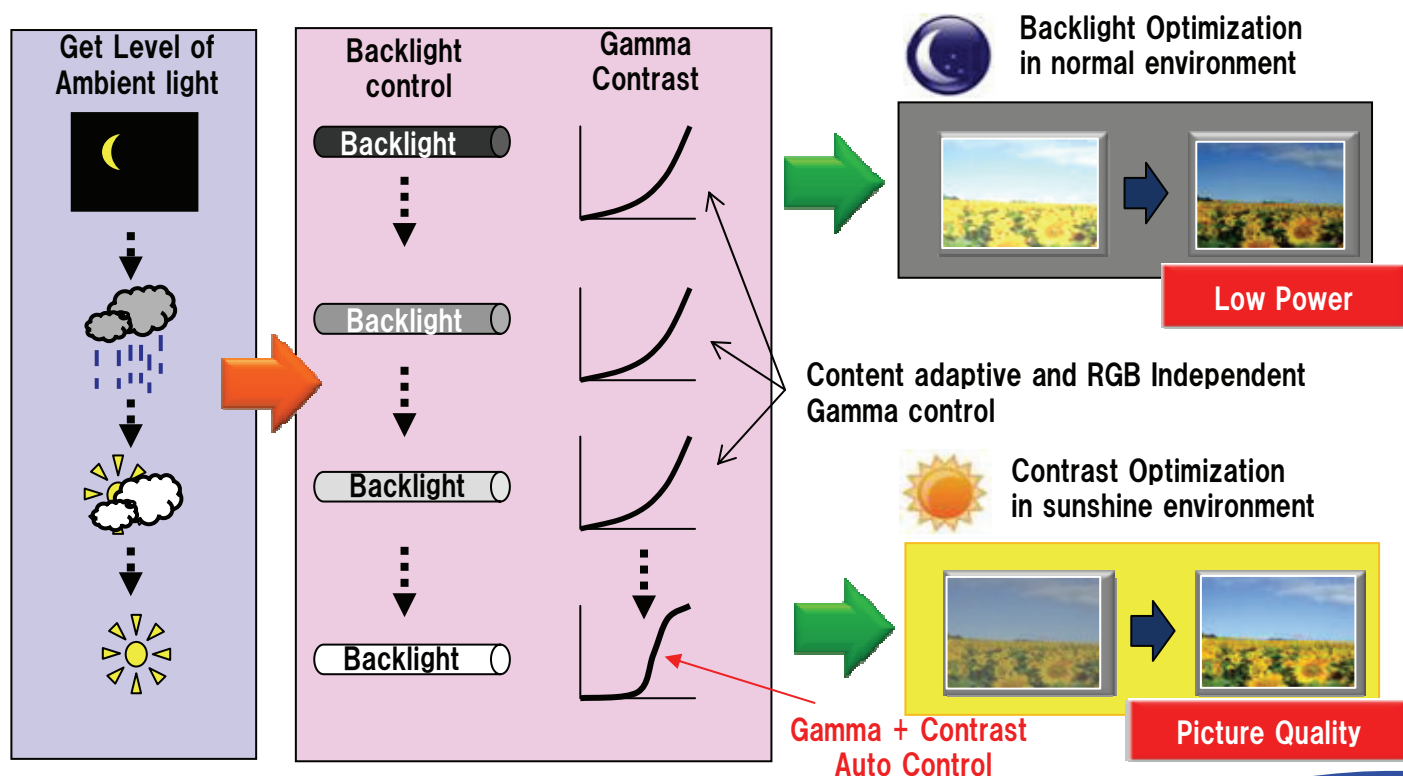 Get Level of
Ambient light
Backlight
control
Gamma
Contrast
Backlight
Backlight
Backlight
Backlight
Backlight Optimization
in normal environment
Low Power
Content adaptive and RGB Independent
Gamma control
Contrast Optimization
in sunshine environment
Picture Quality
Gamma + Contrast
Auto Control